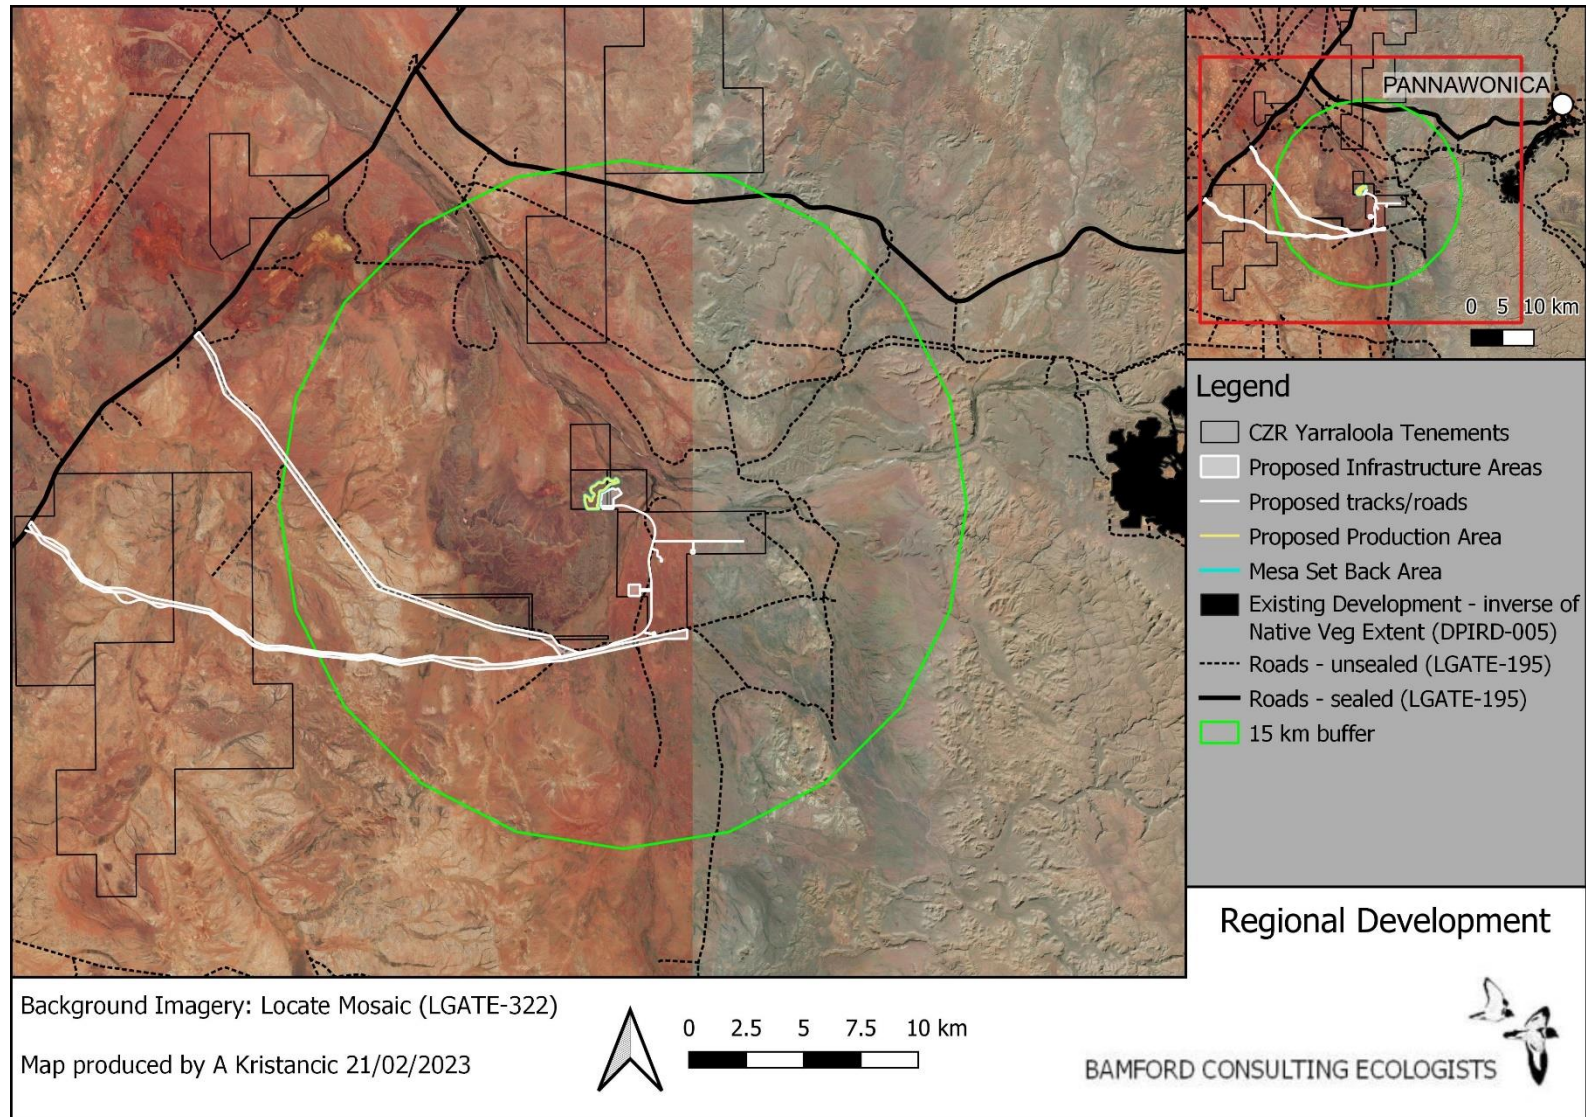 PANNAWONICA
0 5 10 km
Legend
CZR Yarraloola Tenements
Proposed Infrastructure Areas
Proposed tracks/roads
Proposed Production Area
Mesa Set Back Area
Existing Development - inverse of
Native Veg Extent (DPIRD-005)
Roads - unsealed (LGATE-195)
Roads - sealed (LGATE-195)
15 km buffer
Regional Development
Background Imagery: Locate Mosaic (LGATE-322)
Map produced by A Kristancic 21/02/2023
0 2.5 5 7.5 10 km
BAMFORD CONSULTING ECOLOGISTS